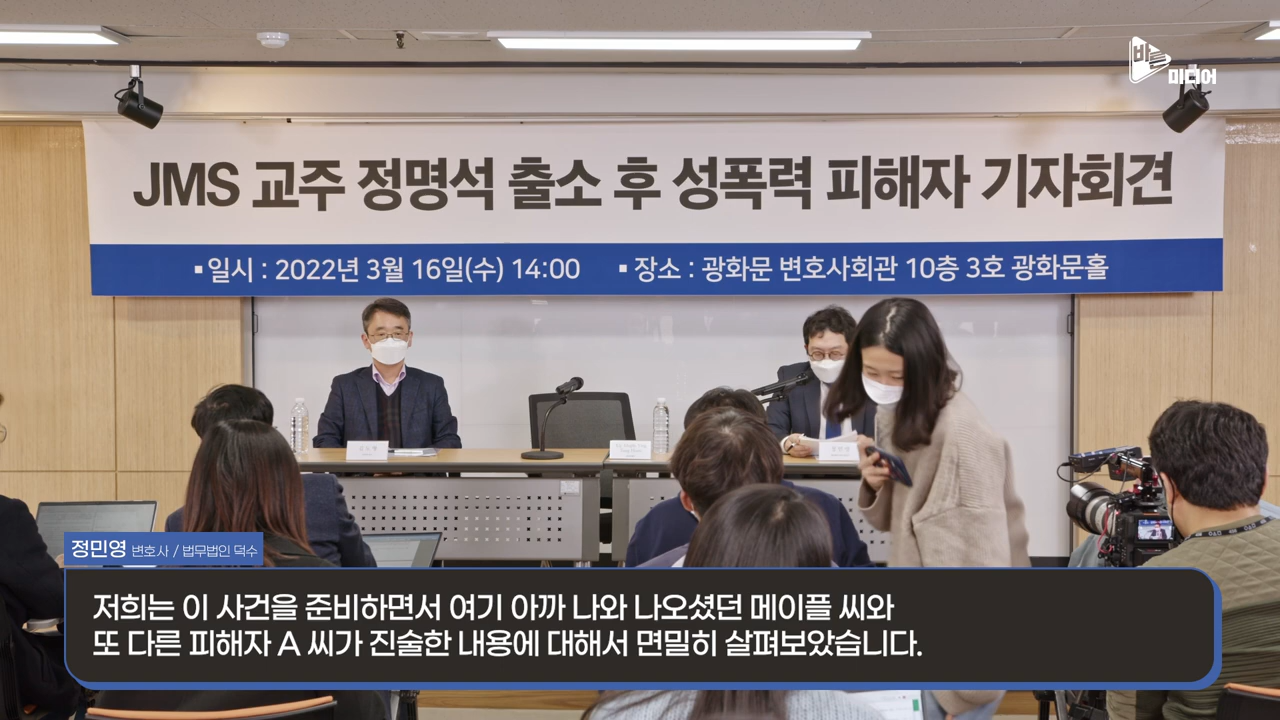 바른
미디어
JMS 교주 정명석 출소 후 성폭력 피해자 기자회견
▪일시 : 2022년 3월 16일(수) 14:00 ▪장소 : 광화문 변호사회관 10층 3호 광화문홀
정민영 변호사 / 법무법인 덕수
저희는 이 사건을 준비하면서 여기 아까 나와 나오셨던 메이플 씨와
또 다른 피해자 A 씨가 진술한 내용에 대해서 면밀히 살펴보았습니다.